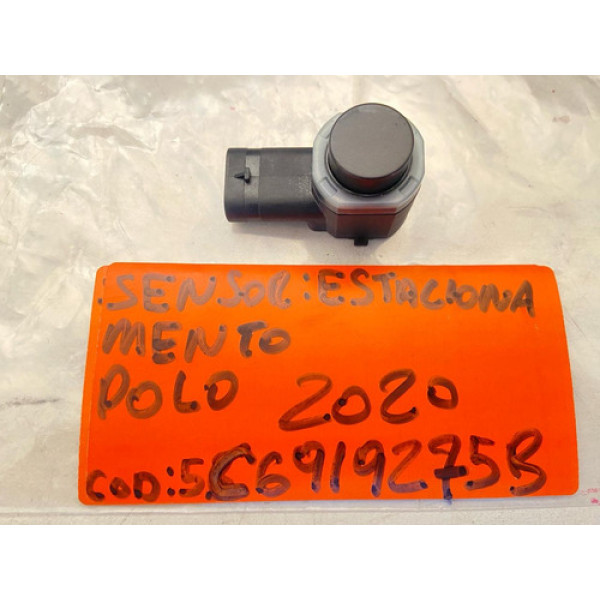 SENSOR: ESTACIONA
MENTO
POLO 2020
COD: 5C6919275B